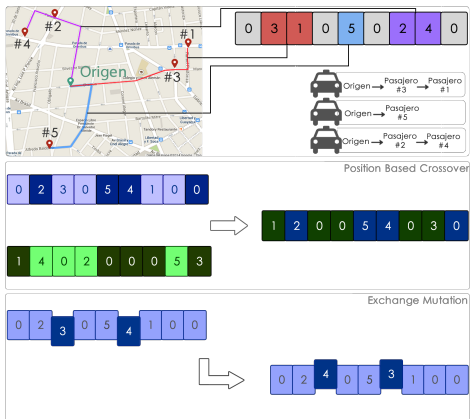 #2
#1
#4
#3
Origen
#5
0 3 1 0 5 0 2 4 0
Origen Pasajero #3 Pasajero #1
Origen Pasajero #5
Origen Pasajero #2 Pasajero #4
Position Based Crossover
0 2 3 0 5 4 1 0 0
1 2 0 0 5 4 0 3 0
1 4 0 2 0 0 0 5 3
Exchange Mutation
0 2 3 0 5 4 1 0 0
0 2 4 0 5 3 1 0 0